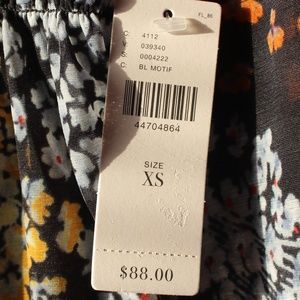 FL_86
C 4112
V 039340
S 0004222
C BL MOTIF
44704864
SIZE
XS
$88.00